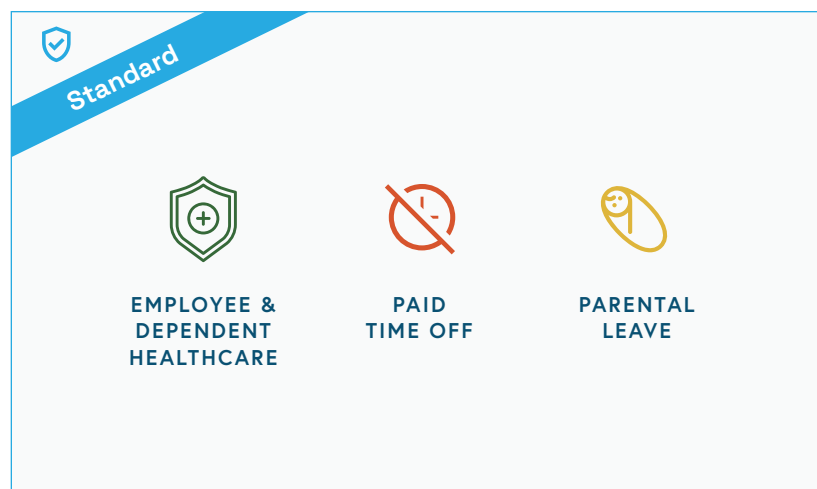 Standard
EMPLOYEE &
DEPENDENT
HEALTHCARE
PAID
TIME OFF
PARENTAL
LEAVE